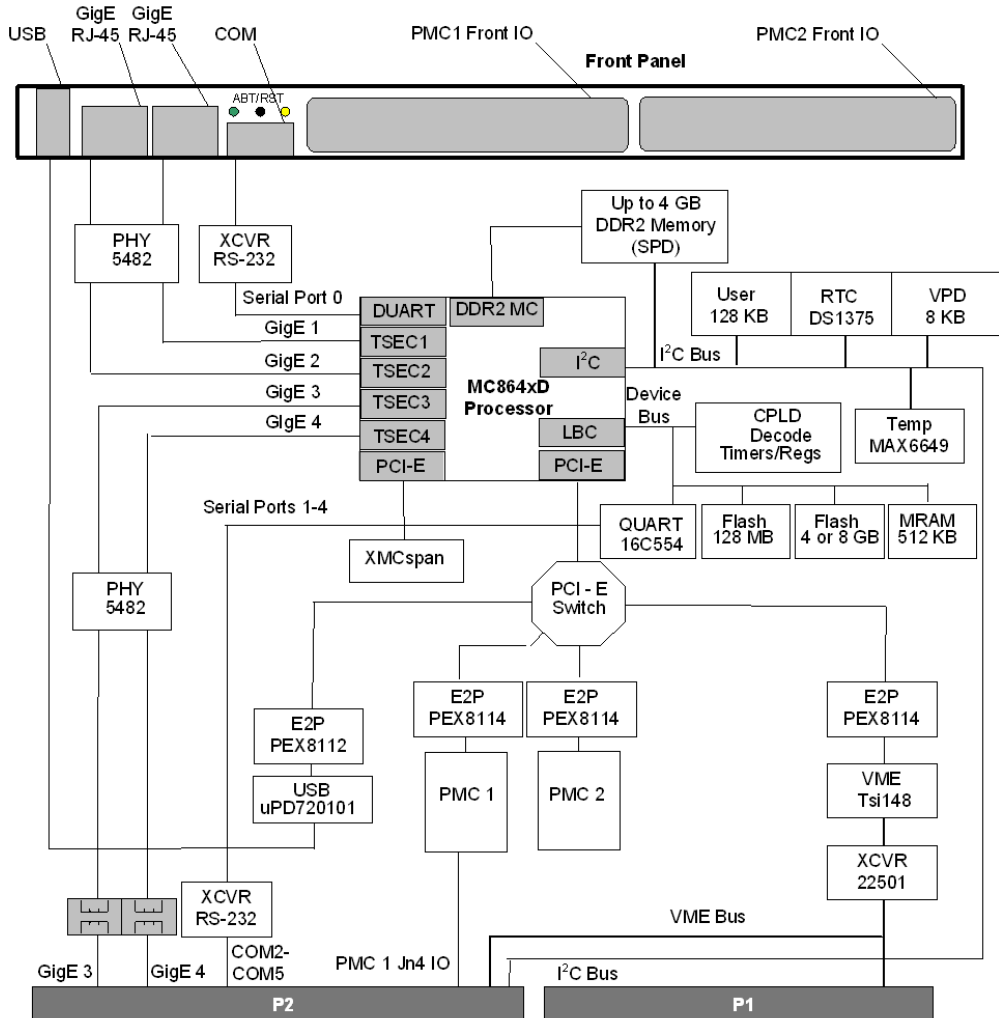 GigE
RJ-45
GigE
RJ-45
USB
COM
PMC1 Front IO
PMC2 Front IO
Front Panel
ABT/RST
PHY
5482
XCVR
RS-232
Up to 4 GB
DDR2 Memory
(SPD)
User
128 KB
RTC
DS1375
VPD
8 KB
Serial Port 0
GigE 1
GigE 2
GigE 3
GigE 4
DUART
DDR2 MC
TSEC1
TSEC2
TSEC3
TSEC4
PCI-E
I²C
LBC
PCI-E
MC864xD
Processor
I²C Bus
Device
Bus
CPLD
Decode
Timers/Regs
Temp
MAX6649
Serial Ports 1-4
QUART
16C554
Flash
128 MB
Flash
4 or 8 GB
MRAM
512 KB
XMCspan
PHY
5482
PCI - E
Switch
E2P
PEX8112
E2P
PEX8114
E2P
PEX8114
E2P
PEX8114
USB
uPD720101
PMC 1
PMC 2
VME
Tsi148
XCVR
22501
XCVR
RS-232
VME Bus
GigE 3
GigE 4
COM2-
COM5
PMC 1 Jn4 IO
I²C Bus
P2
P1